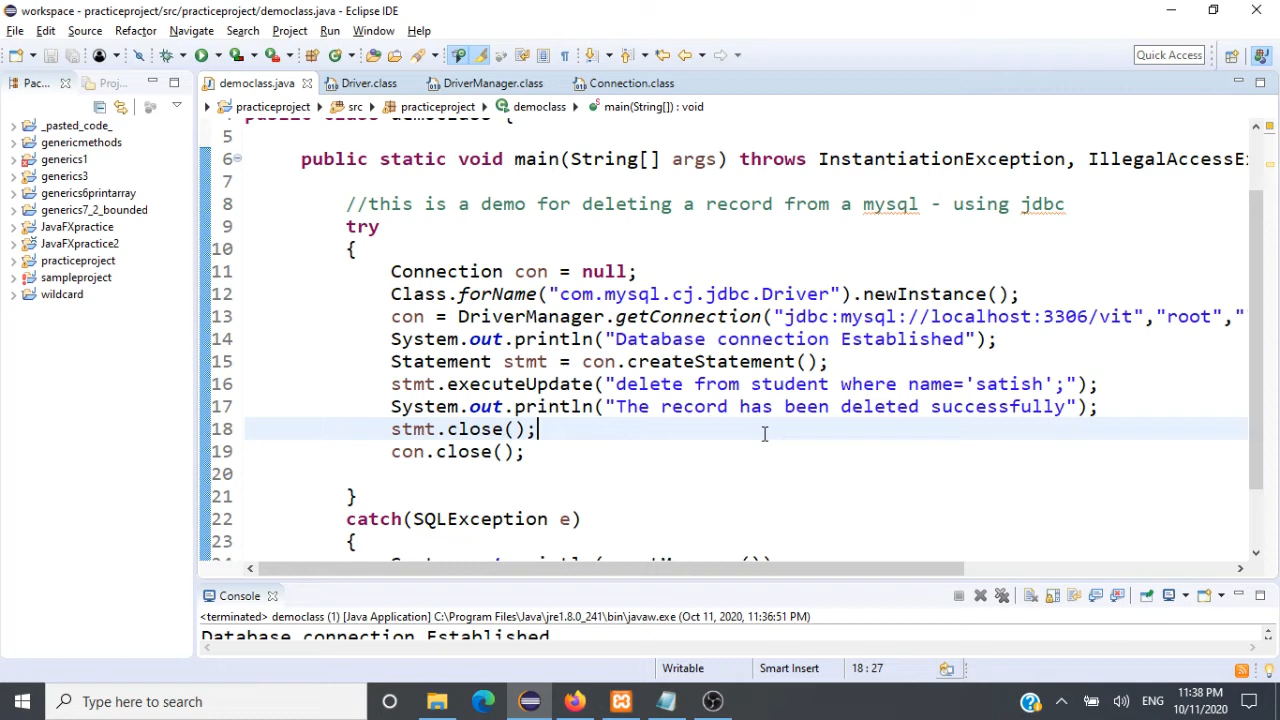 workspace - practiceproject/src/practiceproject/democlass.java - Eclipse IDE
File Edit Source Refactor Navigate Search Project Run Window Help
Quick Access
Pac... Proj...
democlass.java Driver.class DriverManager.class Connection.class
practiceproject src practiceproject democlass main(String[]) : void
_pasted_code_
genericmethods
generics1
generics3
generics6printarray
generics7_2_bounded
JavaFXpractice
JavaFXpractice2
practiceproject
sampleproject
wildcard
5
6 public static void main(String[] args) throws InstantiationException, IllegalAccessE
7
8 //this is a demo for deleting a record from a mysql - using jdbc
9 try
10 {
11 Connection con = null;
12 Class.forName("com.mysql.cj.jdbc.Driver").newInstance();
13 con = DriverManager.getConnection("jdbc:mysql://localhost:3306/vit","root","
14 System.out.println("Database connection Established");
15 Statement stmt = con.createStatement();
16 stmt.executeUpdate("delete from student where name='satish';");
17 System.out.println("The record has been deleted successfully");
18 stmt.close();
19 con.close();
20
21 }
22 catch(SQLException e)
23 {
Console
<terminated> democlass (1) [Java Application] C:\Program Files\Java\jre1.8.0_241\bin\javaw.exe (Oct 11, 2020, 11:36:51 PM)
Database connection Established
Writable Smart Insert 18 : 27
Type here to search
ENG
11:38 PM
10/11/2020